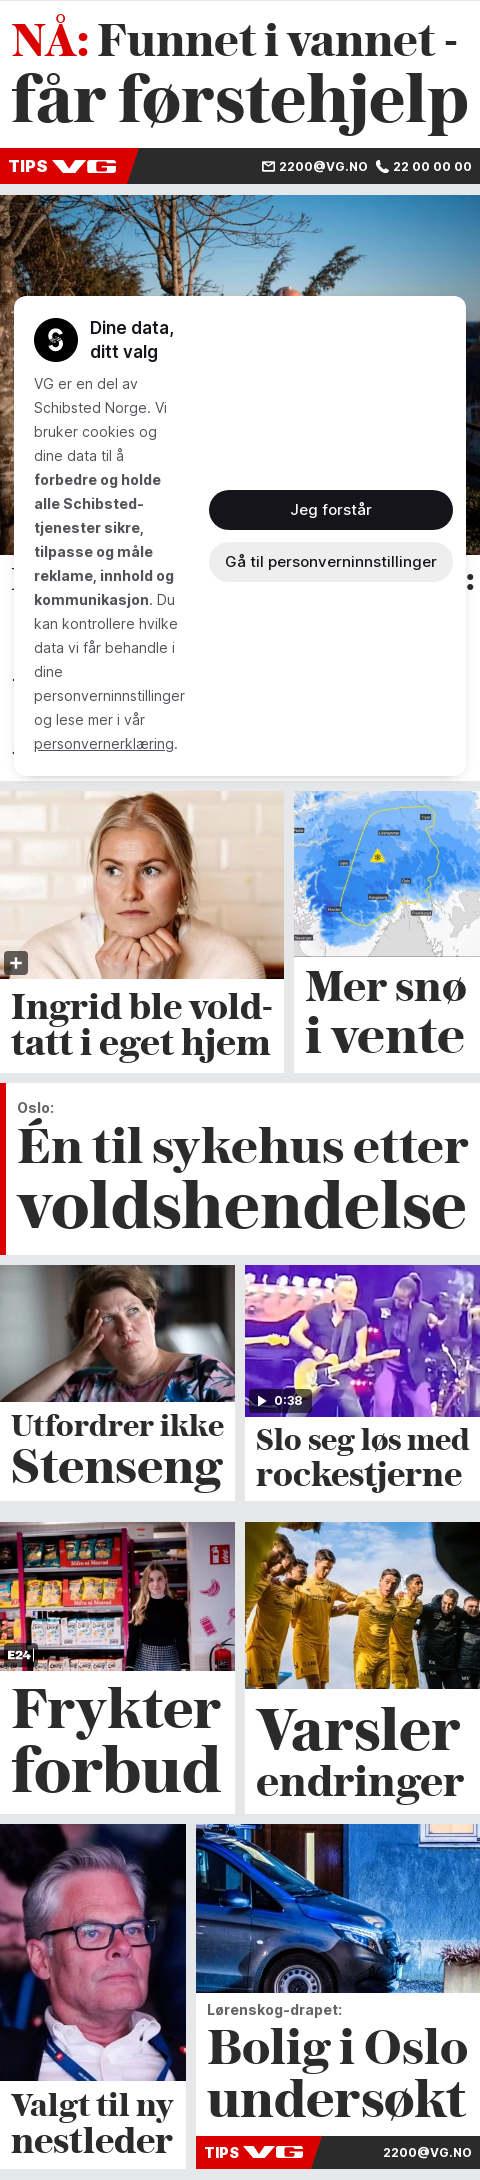 NÅ: Funnet i vannet -
får førstehjelp
TIPS VG
2200@VG.NO 22 00 00 00
Dine data,
ditt valg
VG er en del av
Schibsted Norge. Vi
bruker cookies og
dine data til å
forbedre og holde
alle Schibsted-
tjenester sikre,
tilpasse og måle
reklame, innhold og
kommunikasjon. Du
kan kontrollere hvilke
data vi får behandle i
dine
personverninnstillinger
og lese mer i vår
personvernerklæring.
Jeg forstår
Gå til personverninnstillinger
:
Ingrid ble vold-
tatt i eget hjem
Mer snø
i vente
Oslo:
Én til sykehus etter
voldshendelse
Utfordrer ikke
Stenseng
0:38
Slo seg løs med
rockestjerne
E24
Frykter
forbud
Varsler
endringer
Valgt til ny
nestleder
Lørenskog-drapet:
Bolig i Oslo
undersøkt
TIPS VG
2200@VG.NO